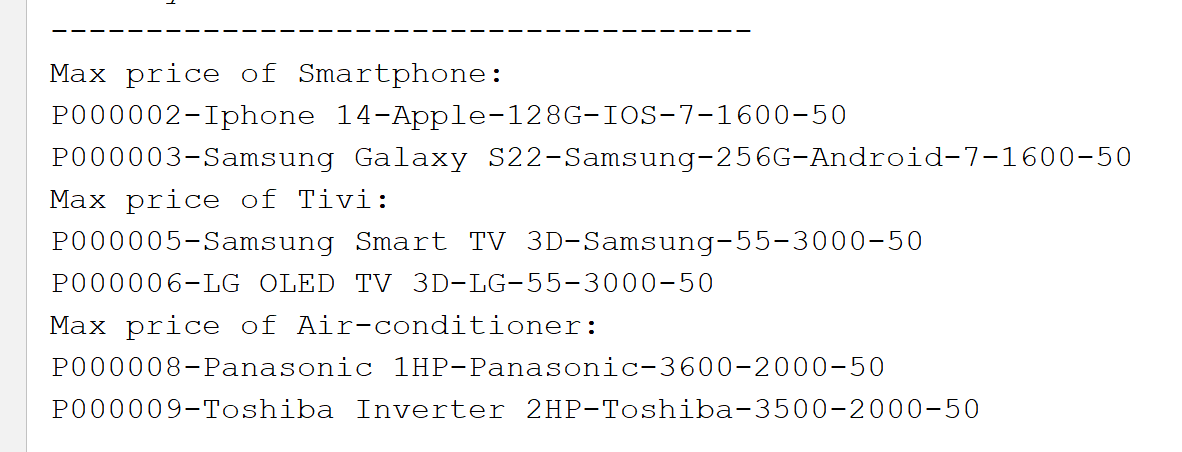 ---------------------------------------
Max price of Smartphone:
P000002-Iphone 14-Apple-128G-IOS-7-1600-50
P000003-Samsung Galaxy S22-Samsung-256G-Android-7-1600-50
Max price of Tivi:
P000005-Samsung Smart TV 3D-Samsung-55-3000-50
P000006-LG OLED TV 3D-LG-55-3000-50
Max price of Air-conditioner:
P000008-Panasonic 1HP-Panasonic-3600-2000-50
P000009-Toshiba Inverter 2HP-Toshiba-3500-2000-50